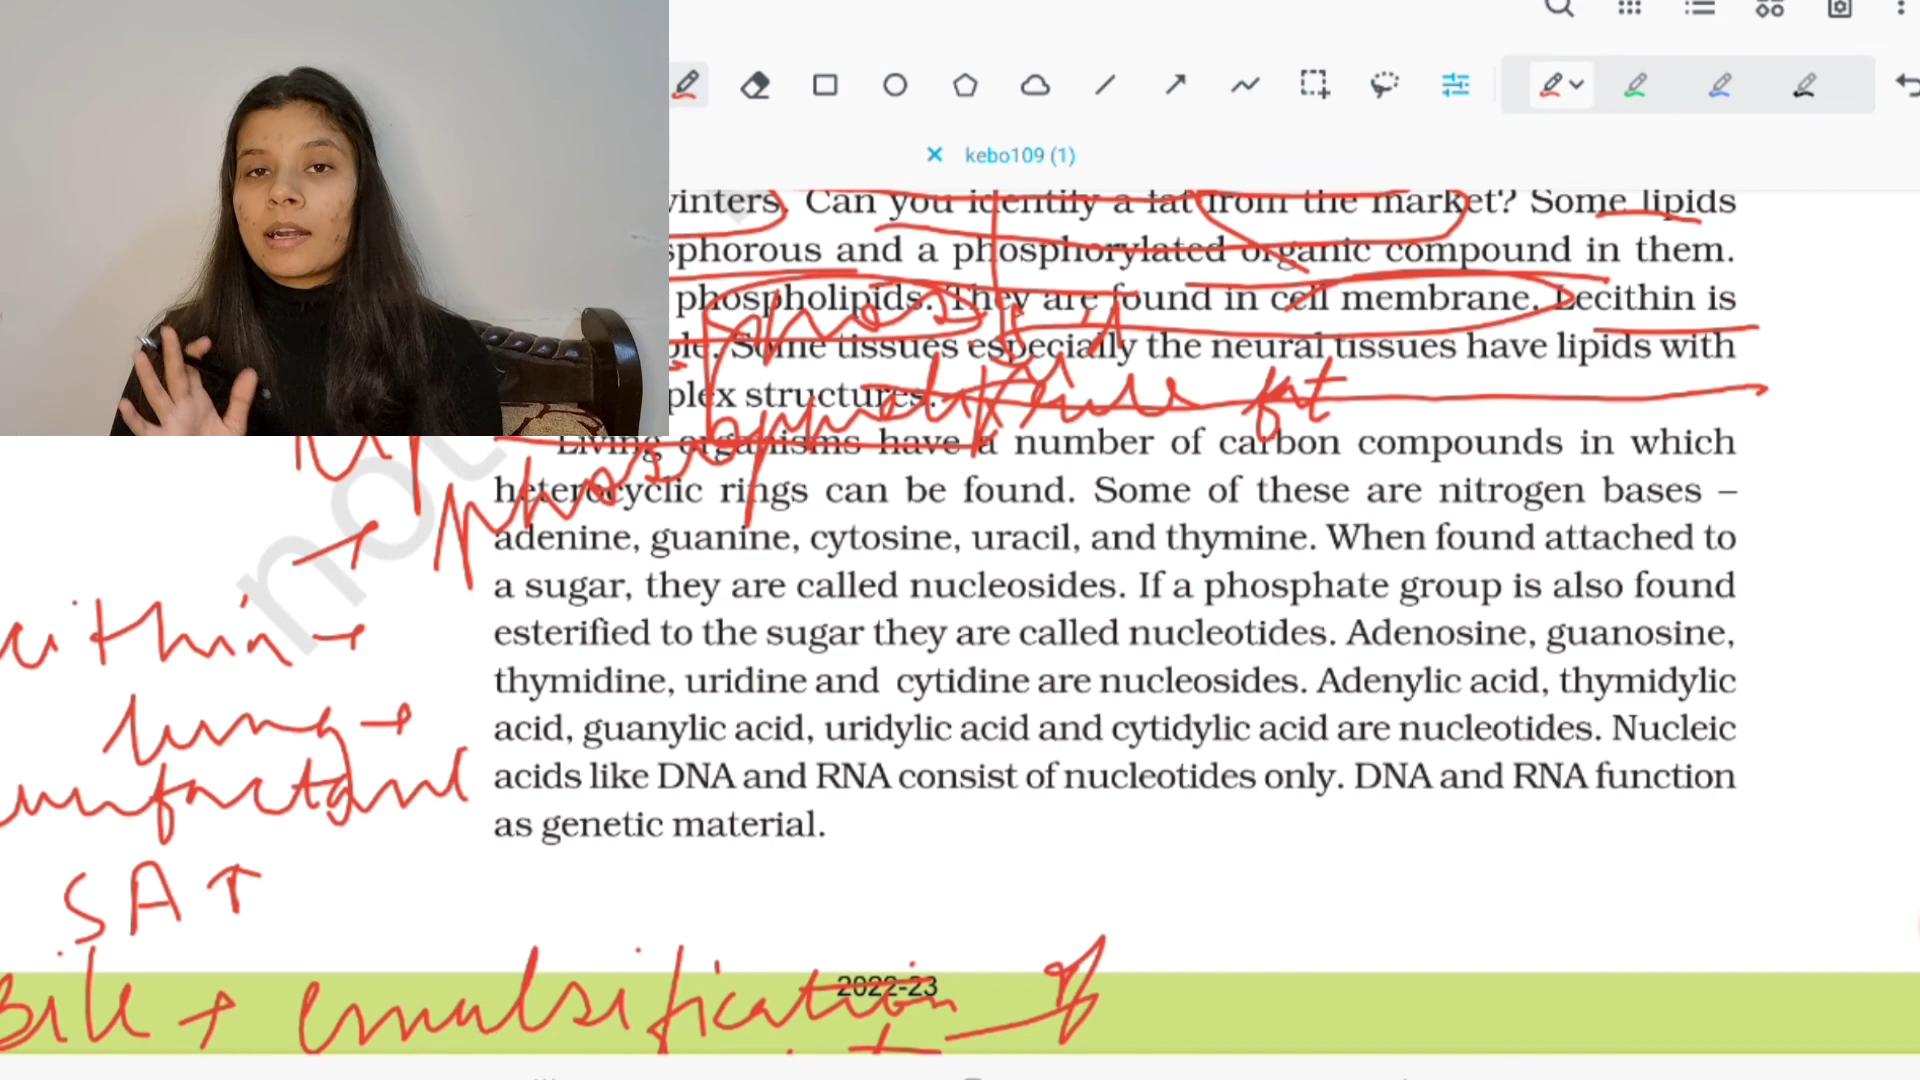 kebo109 (1)
winters. Can you identify a fat from the market? Some lipids
sphorous and a phosphorylated organic compound in them.
phospholipids. They are found in cell membrane. Lecithin is
ple. Some tissues especially the neural tissues have lipids with
plex structures.
Living organisms have a number of carbon compounds in which
heterocyclic rings can be found. Some of these are nitrogen bases –
adenine, guanine, cytosine, uracil, and thymine. When found attached to
a sugar, they are called nucleosides. If a phosphate group is also found
esterified to the sugar they are called nucleotides. Adenosine, guanosine,
thymidine, uridine and cytidine are nucleosides. Adenylic acid, thymidylic
acid, guanylic acid, uridylic acid and cytidylic acid are nucleotides. Nucleic
acids like DNA and RNA consist of nucleotides only. DNA and RNA function
as genetic material.
not
fat
lung
SA ↑
2022-23
Bile + emulsification of